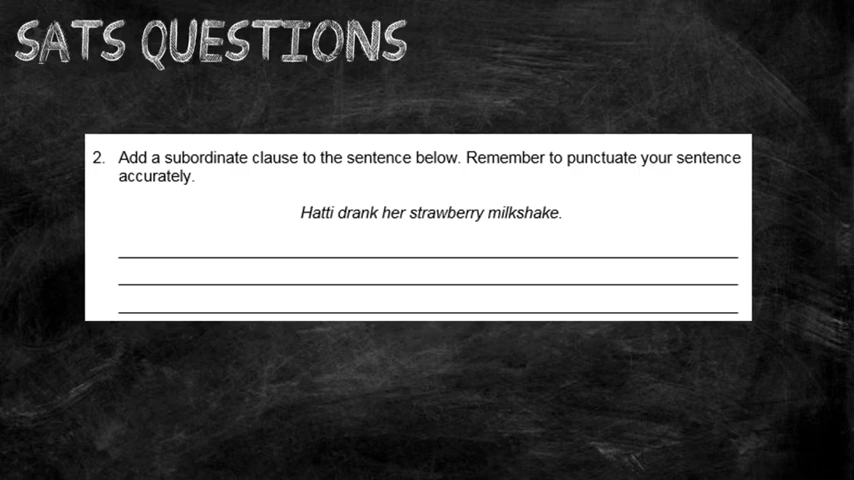 SATS QUESTIONS
2. Add a subordinate clause to the sentence below. Remember to punctuate your sentence
accurately.
Hatti drank her strawberry milkshake.